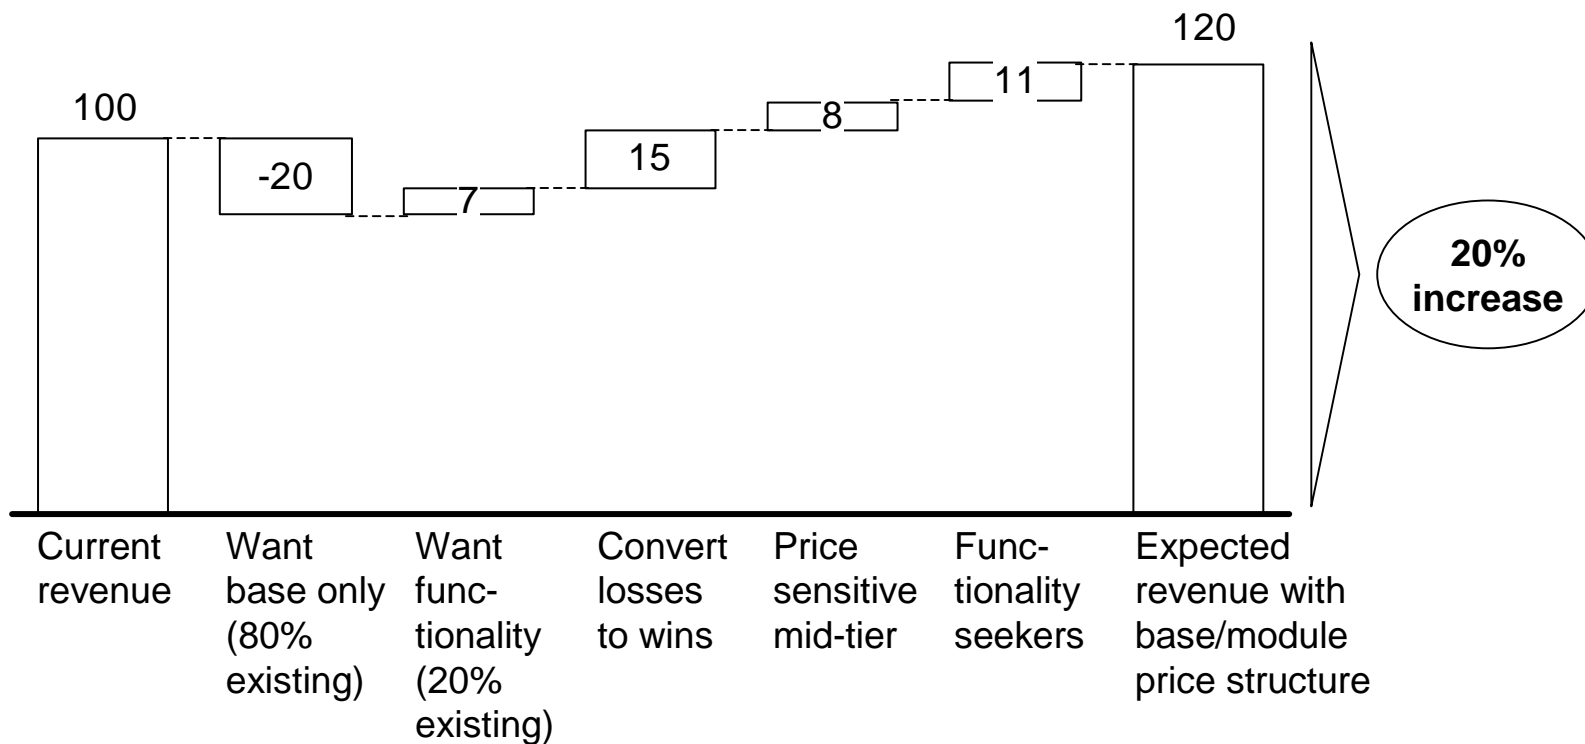 100
-20
7
15
8
11
120
20%
increase
Current
revenue
Want
base only
(80%
existing)
Want
func-
tionality
(20%
existing)
Convert
losses
to wins
Price
sensitive
mid-tier
Func-
tionality
seekers
Expected
revenue with
base/module
price structure